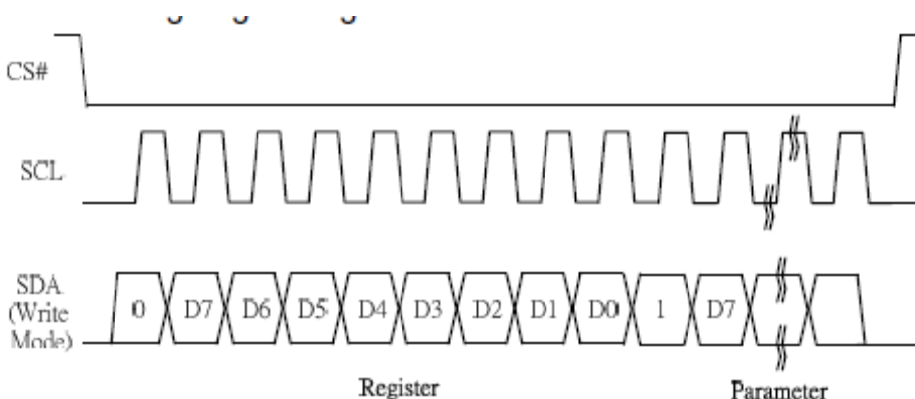 CS#
SCL
SDA
(Write
Mode)
0 D7 D6 D5 D4 D3 D2 D1 D0 1 D7
Register Parameter